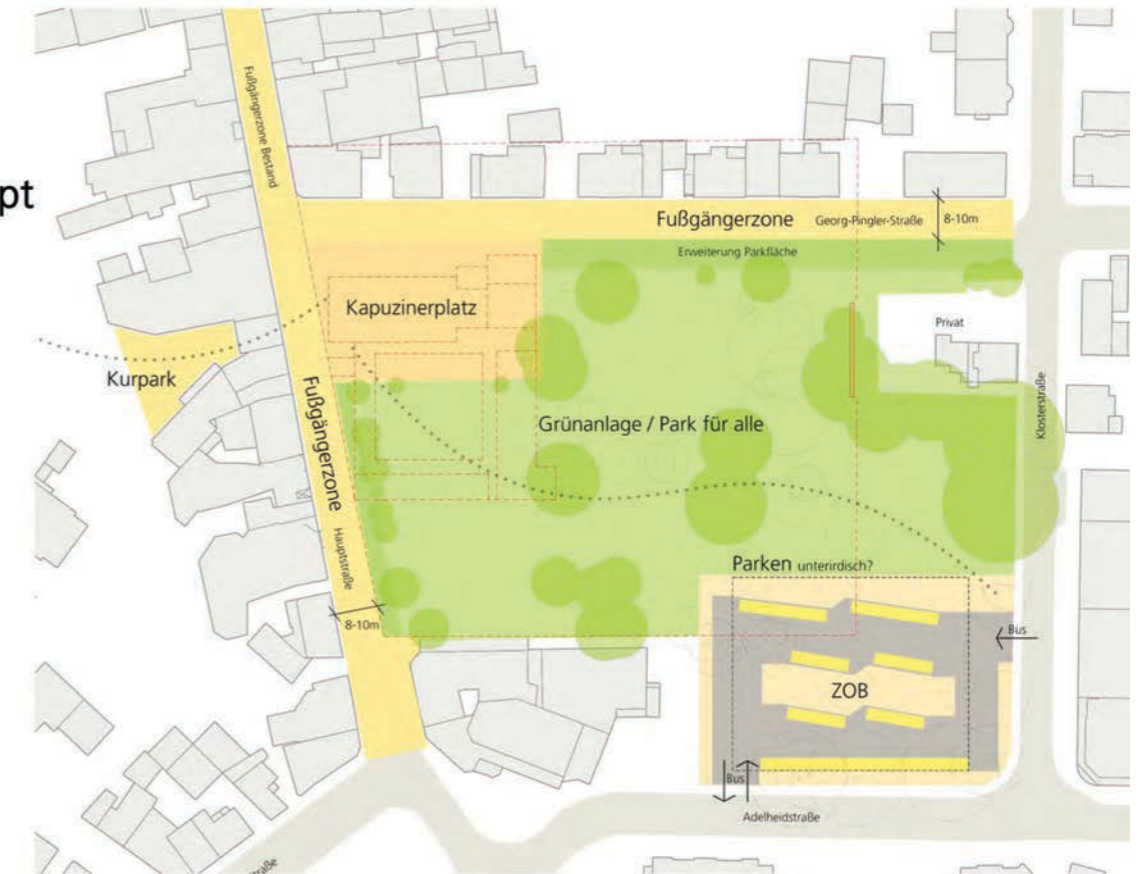 pt
Fußgängerzone Bestand
Fußgängerzone Georg-Pingler-Straße 8-10m
Erweiterung Parkfläche
Kapuzinerplatz
Privat
Kurpark
Fußgängerzone
Grünanlage / Park für alle
Klosterstraße
Hauptstraße
Parken unterirdisch?
8-10m
Bus
ZOB
Bus
Adelheidstraße
straße